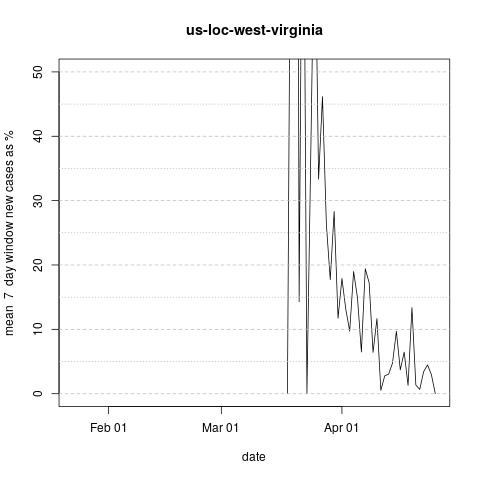 us-loc-west-virginia
mean 7 day window new cases as %
50
40
30
20
10
0
Feb 01
Mar 01
Apr 01
date